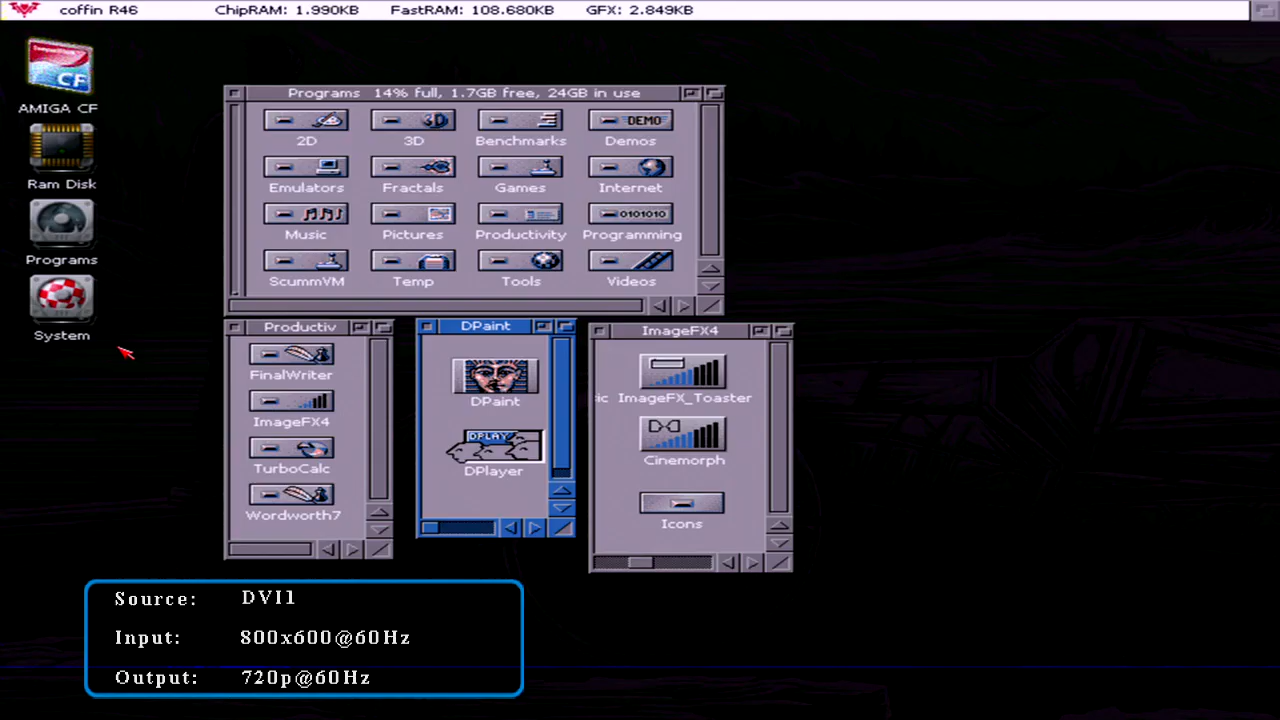 coffin R46 ChipRAM: 1.990KB FastRAM: 108.680KB GFX: 2.849KB
AMIGA CF
Ram Disk
Programs
System
Programs 14% full, 1.7GB free, 24GB in use
2D 3D Benchmarks DEMO Demos
Emulators Fractals Games Internet
0101010
Music Pictures Productivity Programming
ScummVM Temp Tools Videos
Productiv
FinalWriter
ImageFX4
TurboCalc
Wordworth7
DPaint
DPaint
DPLAY
DPlayer
ImageFX4
ic ImageFX_Toaster
Cinemorph
Icons
Source: DVI1
Input: 800x600@60Hz
Output: 720p@60Hz